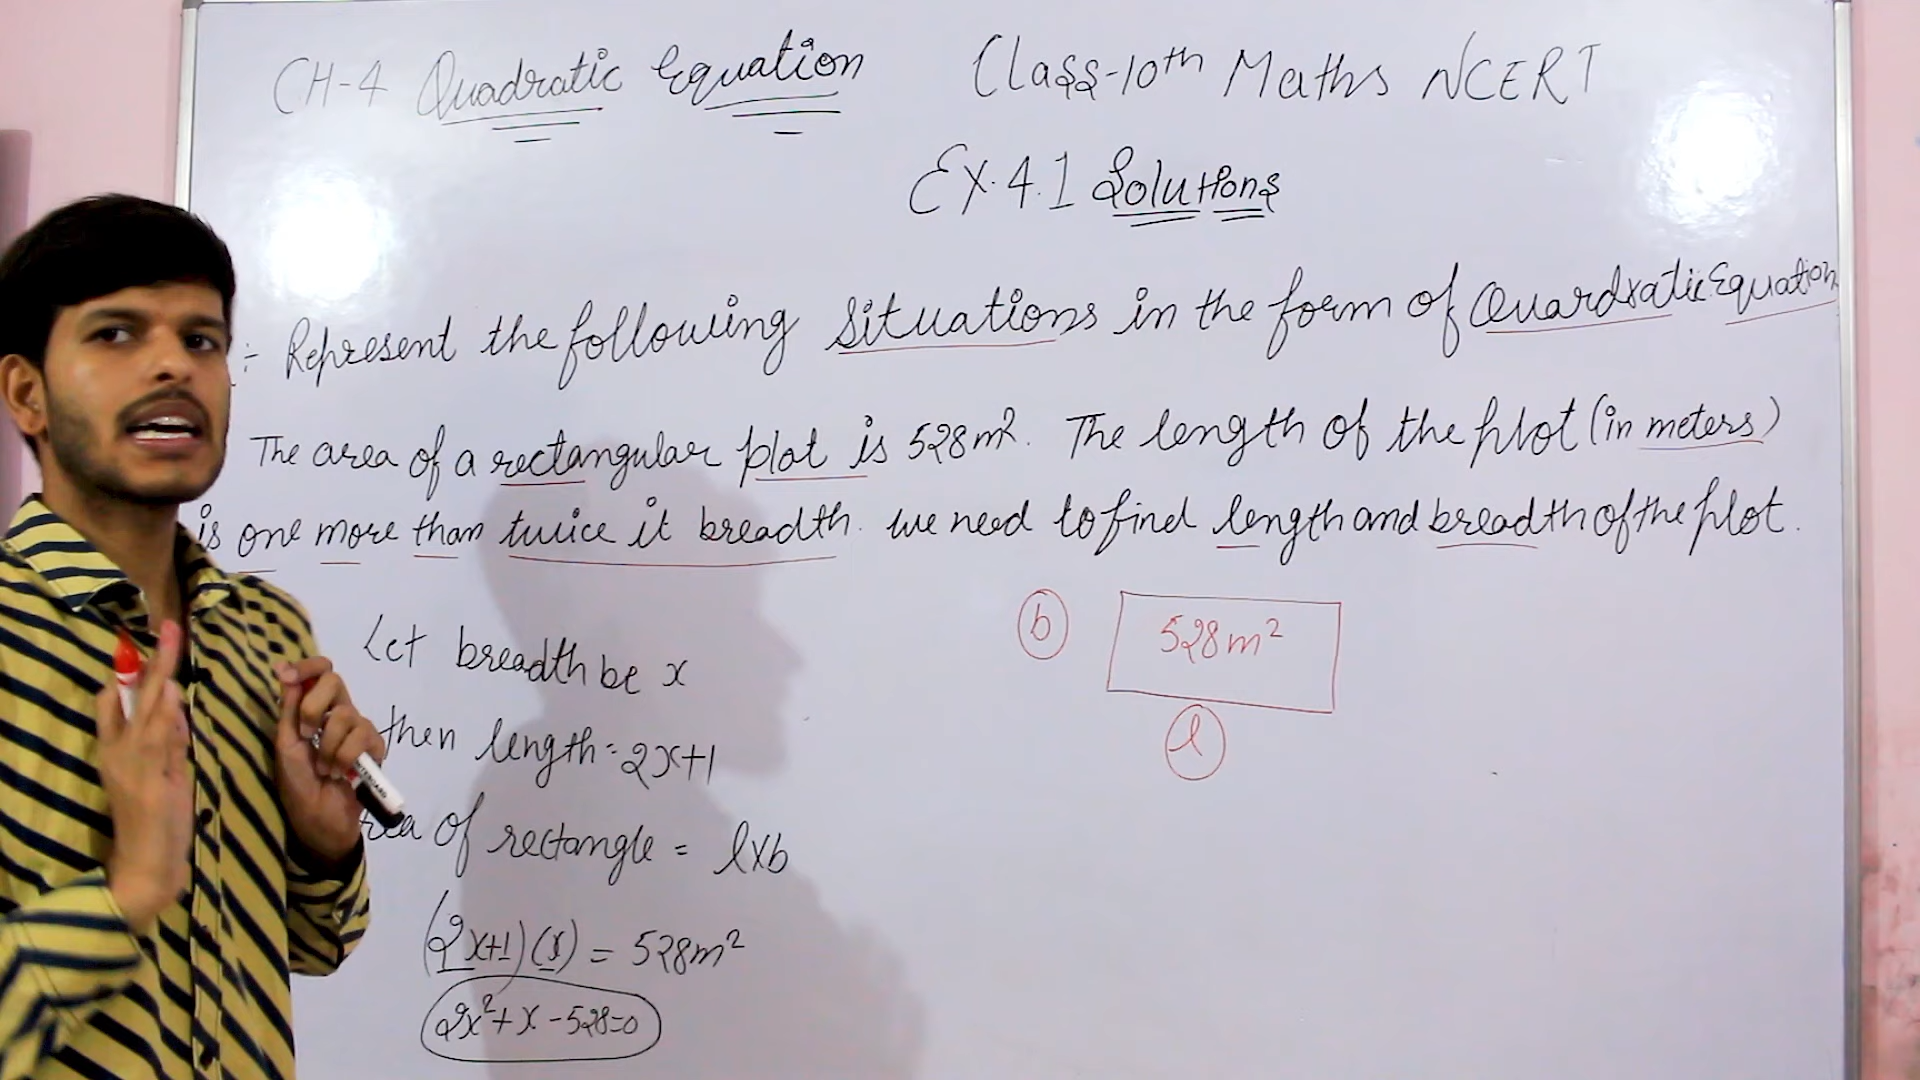 CH-4 Quadratic Equation Class-10th Maths NCERT
EX.4.1 Solutions
:- Represent the following Situations in the form of Quardratic Equation
The area of a rectangular plot is 528m². The length of the plot (in meters)
is one more than twice it breadth. we need to find length and breadth of the plot.
b 528m²
l
Let breadth be x
then length = 2x+1
of rectangle = l×b
(2x+1)(x) = 528m²
2x²+x-528=0